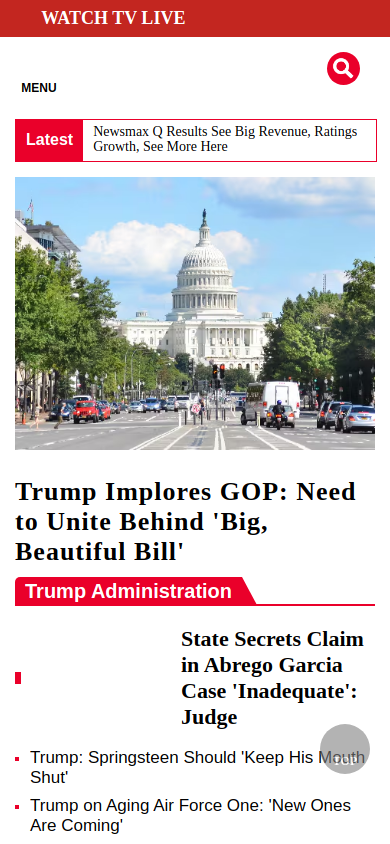 WATCH TV LIVE
MENU
Latest
Newsmax Q Results See Big Revenue, Ratings
Growth, See More Here
Trump Implores GOP: Need
to Unite Behind 'Big,
Beautiful Bill'
Trump Administration
State Secrets Claim
in Abrego Garcia
Case 'Inadequate':
Judge
Trump: Springsteen Should 'Keep His Mouth
Shut'
TOP
Trump on Aging Air Force One: 'New Ones
Are Coming'